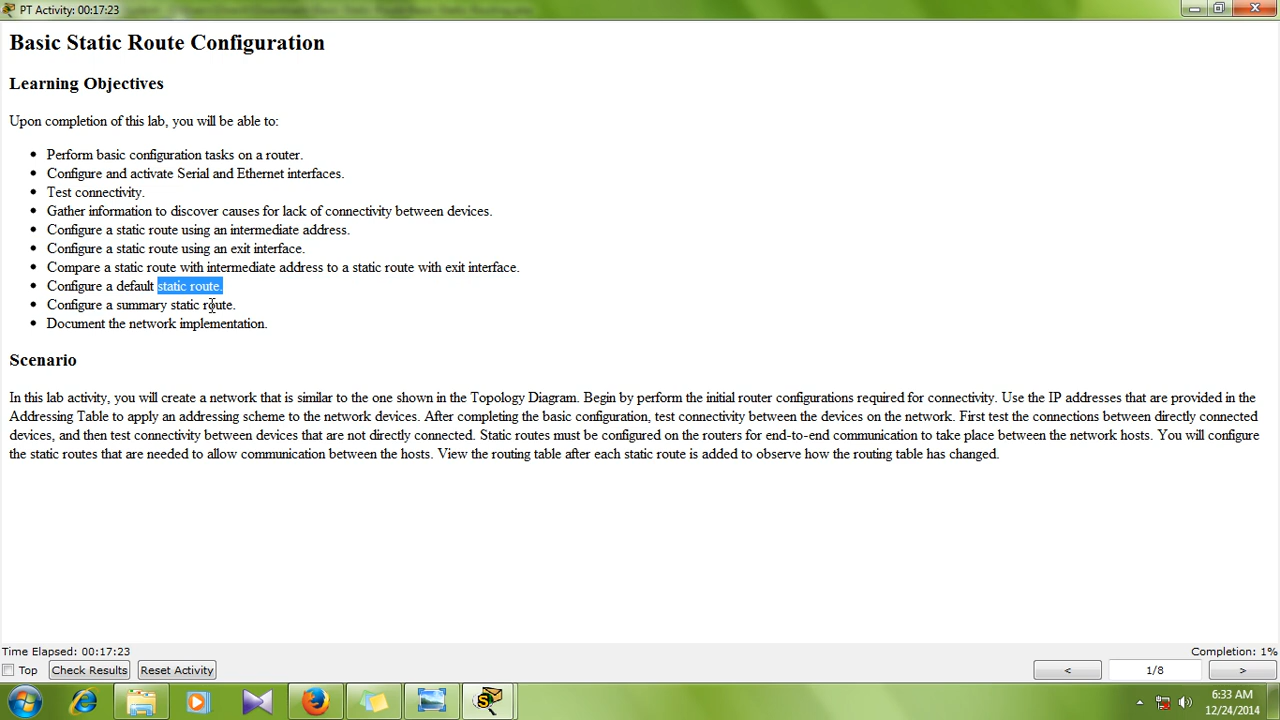 PT Activity: 00:17:23
Basic Static Route Configuration
Learning Objectives
Upon completion of this lab, you will be able to:
Perform basic configuration tasks on a router.
Configure and activate Serial and Ethernet interfaces.
Test connectivity.
Gather information to discover causes for lack of connectivity between devices.
Configure a static route using an intermediate address.
Configure a static route using an exit interface.
Compare a static route with intermediate address to a static route with exit interface.
Configure a default static route.
Configure a summary static route.
Document the network implementation.
Scenario
In this lab activity, you will create a network that is similar to the one shown in the Topology Diagram. Begin by perform the initial router configurations required for connectivity. Use the IP addresses that are provided in the
Addressing Table to apply an addressing scheme to the network devices. After completing the basic configuration, test connectivity between the devices on the network. First test the connections between directly connected
devices, and then test connectivity between devices that are not directly connected. Static routes must be configured on the routers for end-to-end communication to take place between the network hosts. You will configure
the static routes that are needed to allow communication between the hosts. View the routing table after each static route is added to observe how the routing table has changed.
Time Elapsed: 00:17:23 Completion: 1%
Top Check Results Reset Activity < 1/8 >
6:33 AM
12/24/2014